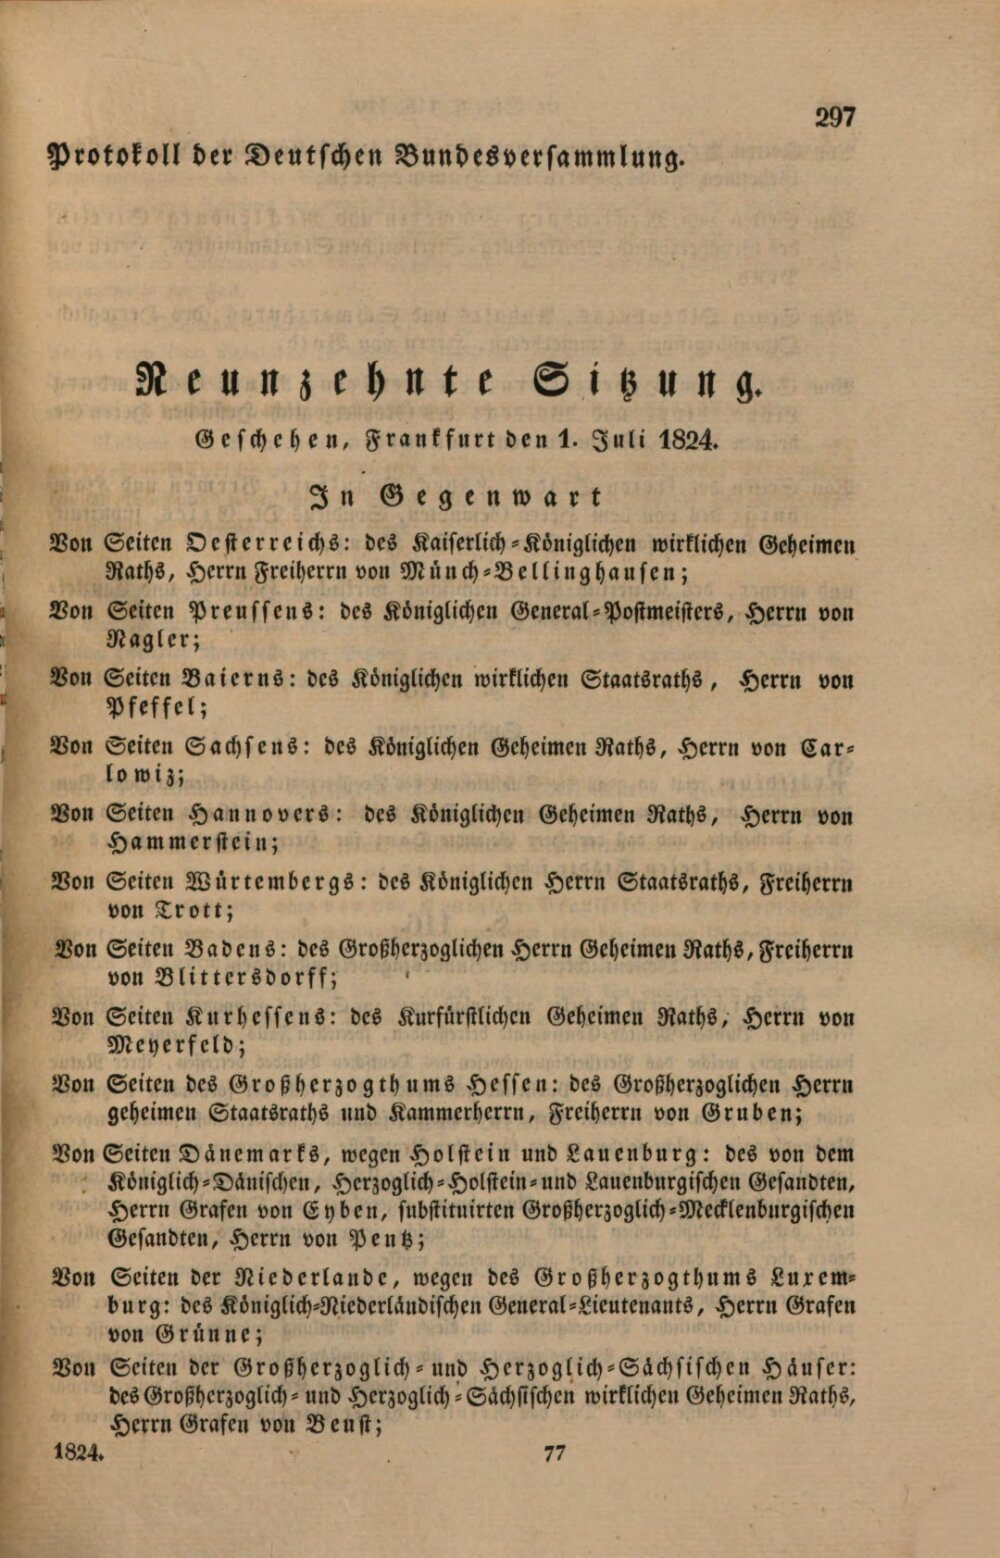 297
Protokoll der Deutschen Bundesversammlung.
Neunzehnte Sitzung.
Geschehen, Frankfurt den 1. Juli 1824.
In Gegenwart
Von Seiten Oesterreichs: des Kaiserlich-Königlichen wirklichen Geheimen
Raths, Herrn Freiherrn von Münch-Bellinghausen;
Von Seiten Preussens: des Königlichen General-Postmeisters, Herrn von
Nagler;
Von Seiten Baierns: des Königlichen wirklichen Staatsraths, Herrn von
Pfeffel;
Von Seiten Sachsens: des Königlichen Geheimen Raths, Herrn von Car-
lowiz;
Von Seiten Hannovers: des Königlichen Geheimen Raths, Herrn von
Hammerstein;
Von Seiten Würtembergs: des Königlichen Herrn Staatsraths, Freiherrn
von Trott;
Von Seiten Badens: des Großherzoglichen Herrn Geheimen Raths, Freiherrn
von Blittersdorff;
Von Seiten Kurhessens: des Kurfürstlichen Geheimen Raths, Herrn von
Meyerfeld;
Von Seiten des Großherzogthums Hessen: des Großherzoglichen Herrn
geheimen Staatsraths und Kammerherrn, Freiherrn von Gruben;
Von Seiten Dänemarks, wegen Holstein und Lauenburg: des von dem
Königlich-Dänischen, Herzoglich-Holstein-und Lauenburgischen Gesandten,
Herrn Grafen von Eyben, substituirten Großherzoglich-Mecklenburgischen
Gesandten, Herrn von Pentz;
Von Seiten der Niederlande, wegen des Großherzogthums Luxem-
burg: des Königlich-Niederländischen General-Lieutenants, Herrn Grafen
von Grünne;
Von Seiten der Großherzoglich- und Herzoglich-Sächsischen Häuser:
des Großherzoglich- und Herzoglich-Sächsischen wirklichen Geheimen Raths,
Herrn Grafen von Beust;
1824.
77